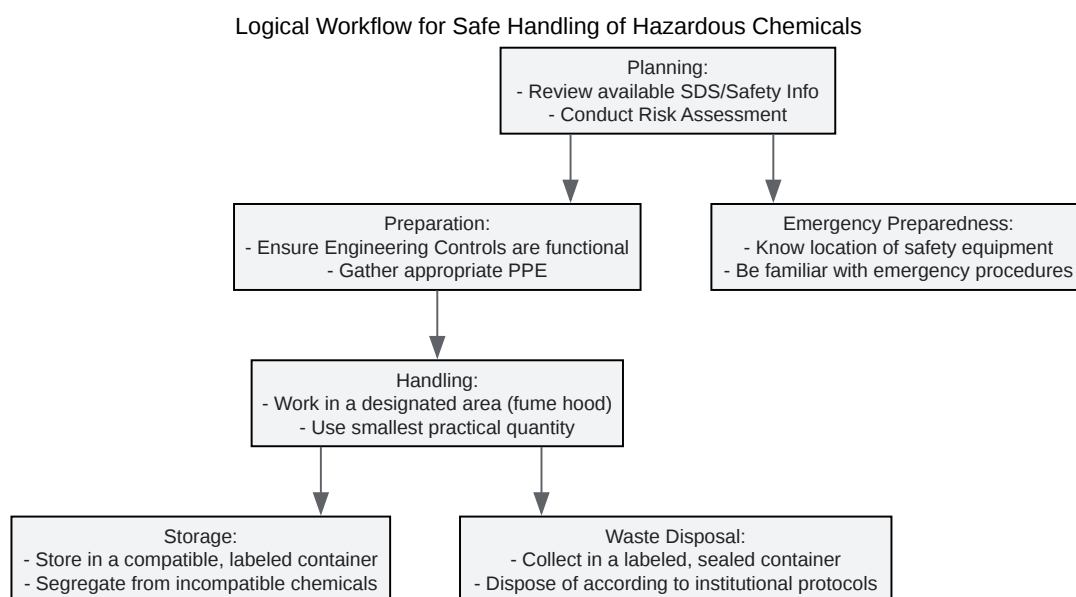 Logical Workflow for Safe Handling of Hazardous Chemicals
Planning:
- Review available SDS/Safety Info
- Conduct Risk Assessment
Preparation:
- Ensure Engineering Controls are functional
- Gather appropriate PPE
Emergency Preparedness:
- Know location of safety equipment
- Be familiar with emergency procedures
Handling:
- Work in a designated area (fume hood)
- Use smallest practical quantity
Storage:
- Store in a compatible, labeled container
- Segregate from incompatible chemicals
Waste Disposal:
- Collect in a labeled, sealed container
- Dispose of according to institutional protocols